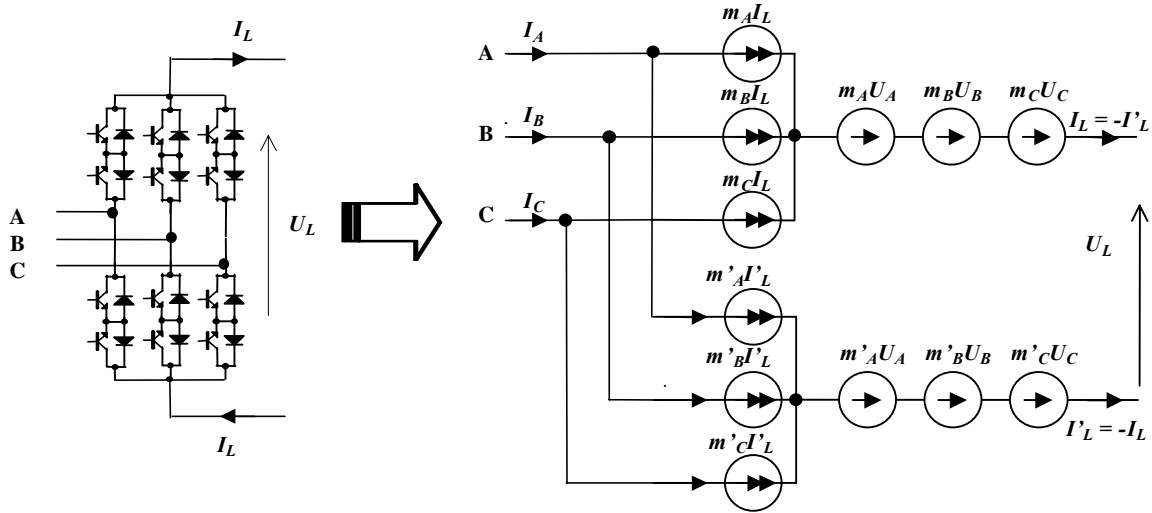 I_L
A
B
C
U_L
I_L
A
I_A
m_A I_L
B
I_B
m_B I_L
m_A U_A
m_B U_B
m_C U_C
I_L = -I'_L
C
I_C
m_C I_L
U_L
m'_A I'_L
m'_B I'_L
m'_A U_A
m'_B U_B
m'_C U_C
I'_L = -I_L
m'_C I'_L